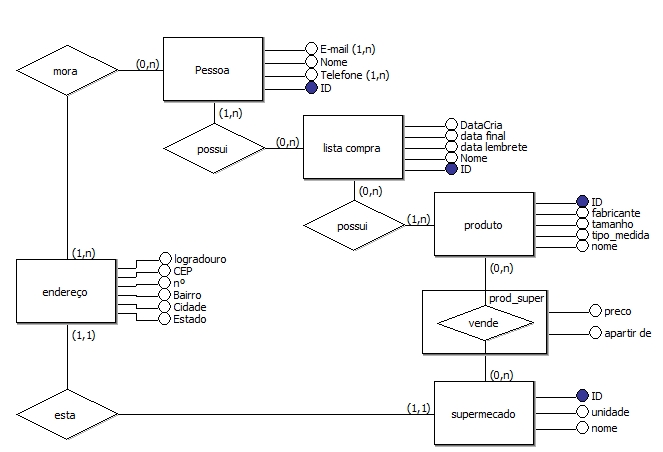 mora
(0,n)
Pessoa
E-mail (1,n)
Nome
Telefone (1,n)
ID
(1,n)
possui
(0,n)
lista compra
DataCria
data final
data lembrete
Nome
ID
(0,n)
possui
(1,n)
produto
ID
fabricante
tamanho
tipo_medida
nome
(1,n)
endereço
logradouro
CEP
nº
Bairro
Cidade
Estado
(1,1)
(0,n)
prod_super
vende
preco
apartir de
(0,n)
esta
(1,1)
supermecado
ID
unidade
nome